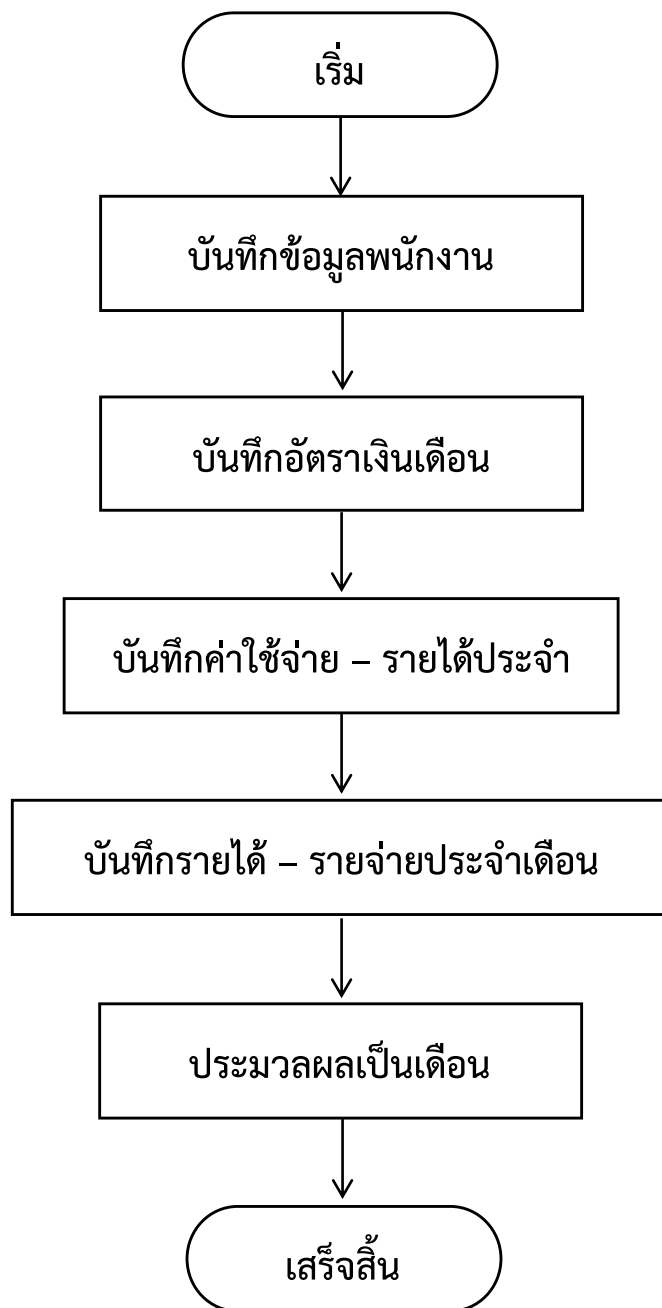 เริ่ม
บันทึกข้อมูลพนักงาน
บันทึกอัตราเงินเดือน
บันทึกค่าใช้จ่าย – รายได้ประจำ
บันทึกรายได้ – รายจ่ายประจำเดือน
ประมวลผลเป็นเดือน
เสร็จสิ้น